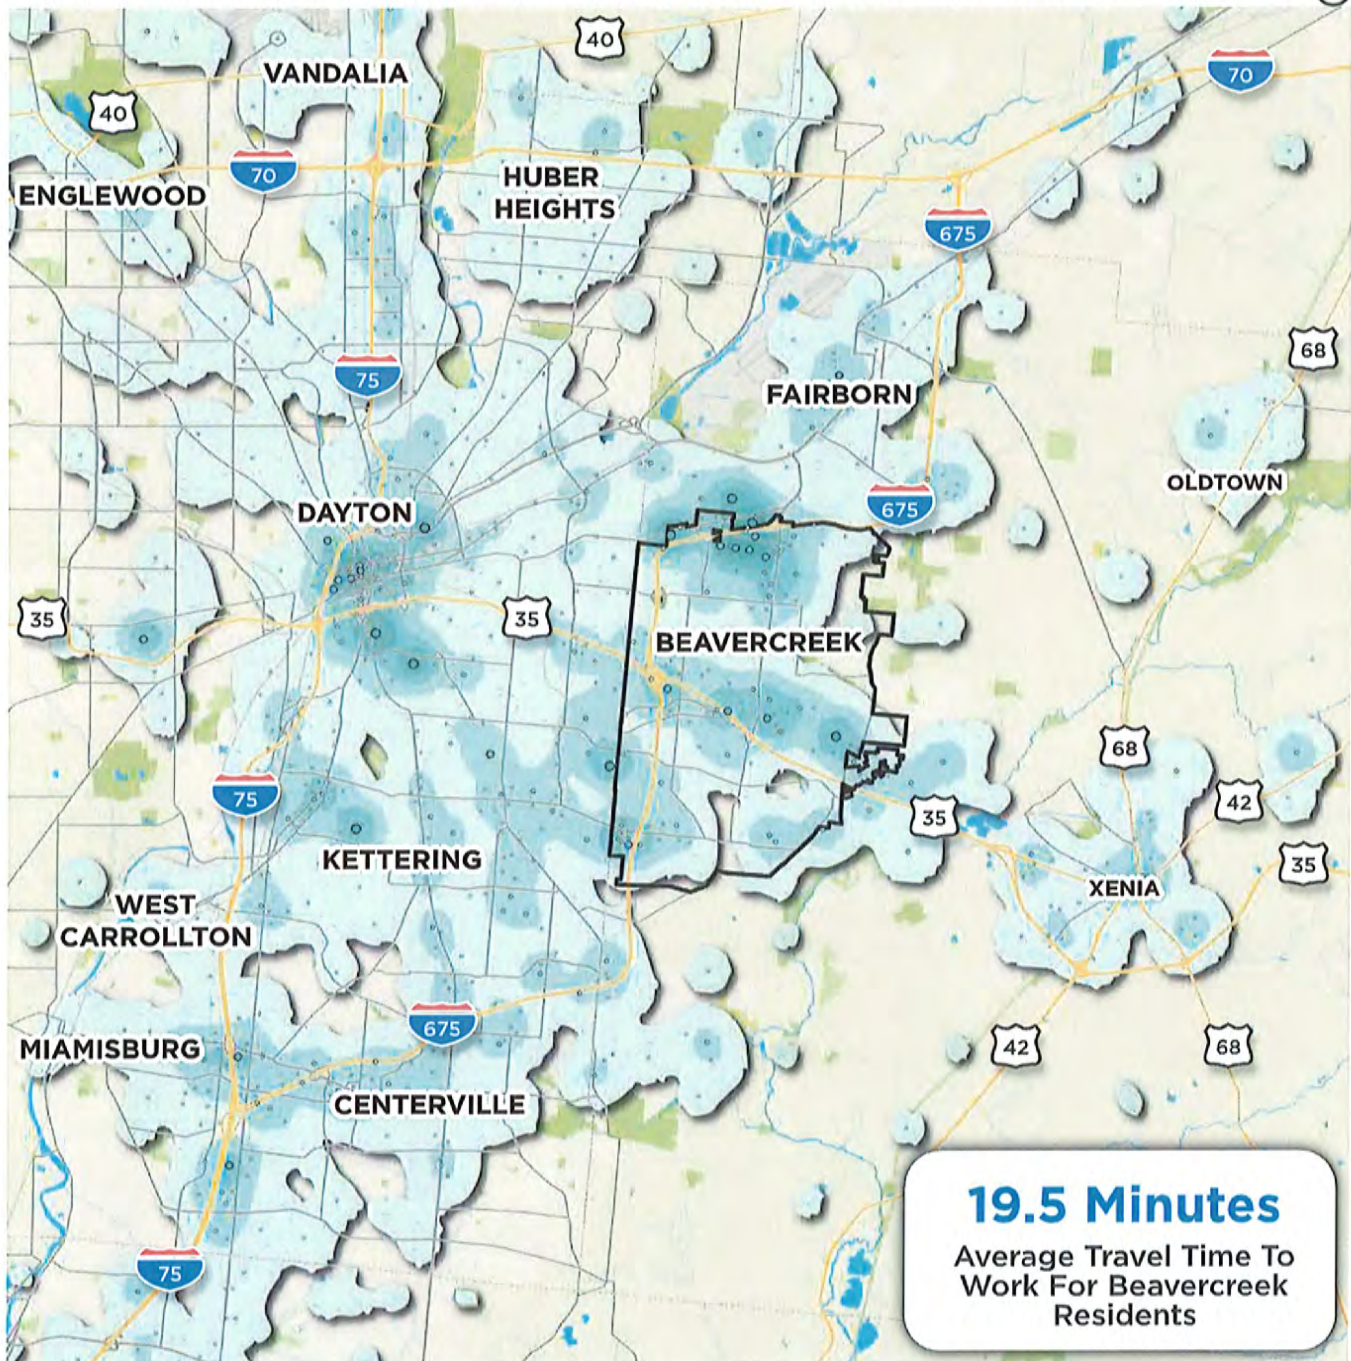 40
VANDALIA
70
40
70
ENGLEWOOD
HUBER
HEIGHTS
675
68
75
FAIRBORN
OLDTOWN
DAYTON
675
35
35
BEAVERCREEK
68
75
42
35
KETTERING
35
XENIA
WEST
CARROLLTON
675
MIAMISBURG
42
68
CENTERVILLE
75
19.5 Minutes
Average Travel Time To
Work For Beavercreek
Residents